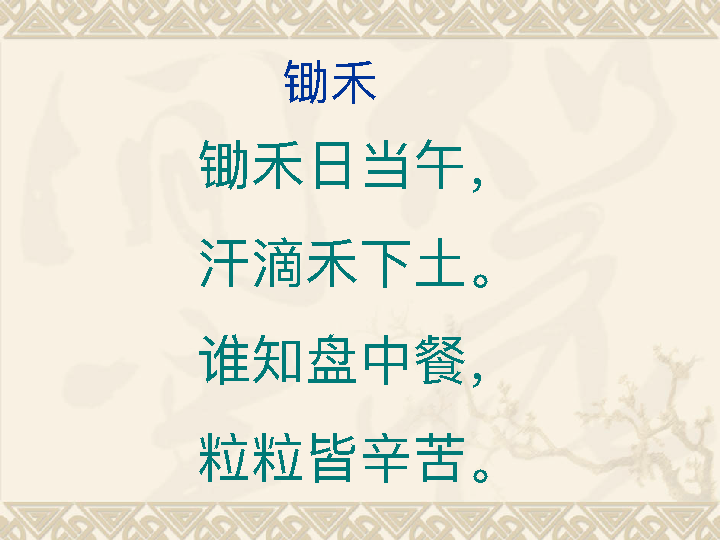 锄禾
锄禾日当午，
汗滴禾下土。
谁知盘中餐，
粒粒皆辛苦。